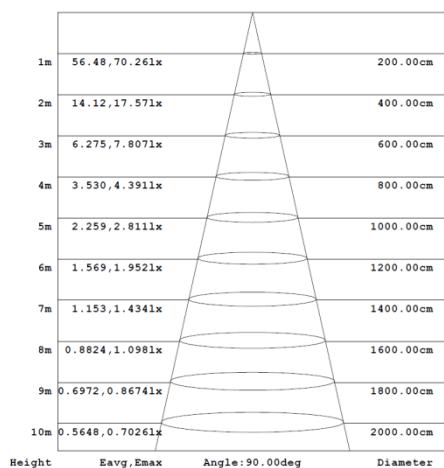 1m 56.48,70.26lx 200.00cm
2m 14.12,17.57lx 400.00cm
3m 6.275,7.807lx 600.00cm
4m 3.530,4.391lx 800.00cm
5m 2.259,2.811lx 1000.00cm
6m 1.569,1.952lx 1200.00cm
7m 1.153,1.434lx 1400.00cm
8m 0.8824,1.098lx 1600.00cm
9m 0.6972,0.8674lx 1800.00cm
10m 0.5648,0.7026lx 2000.00cm
Height Eavg,Emax Angle:90.00deg Diameter